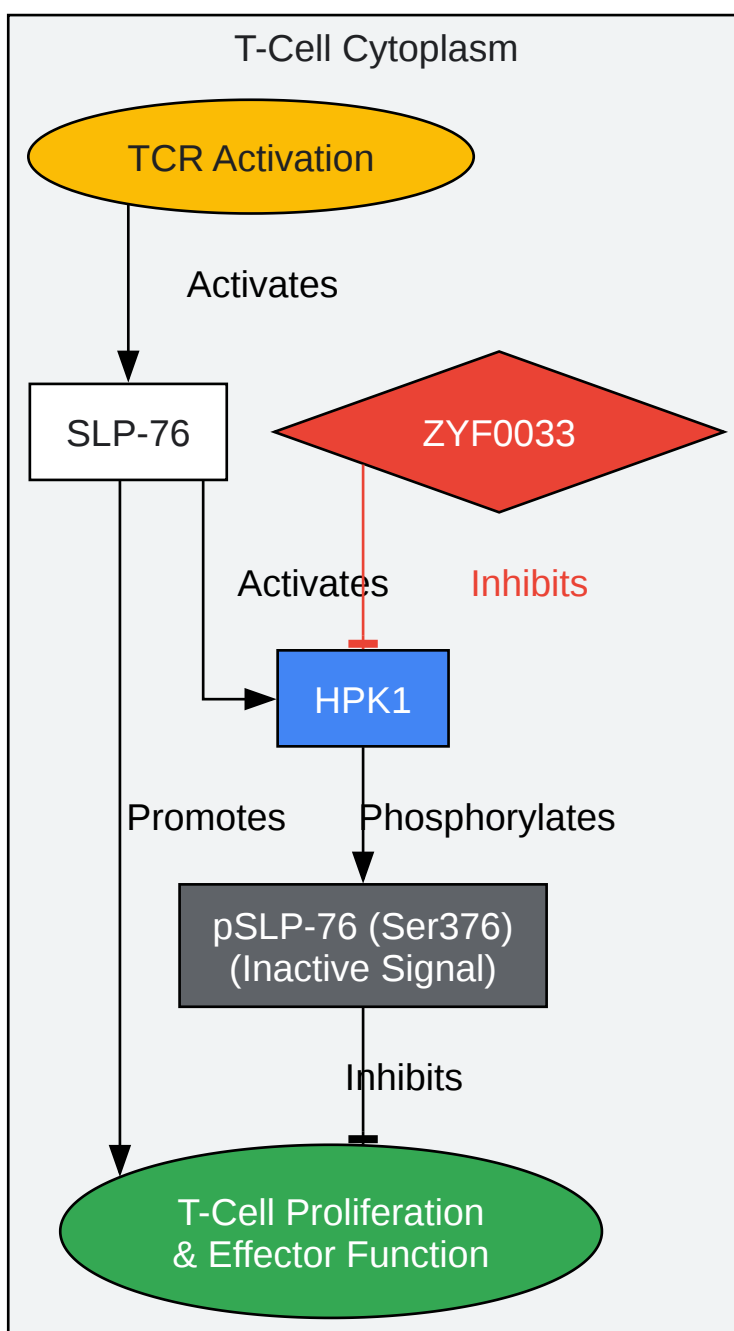 T-Cell Cytoplasm
TCR Activation
Activates
SLP-76
ZYF0033
Activates
Inhibits
HPK1
Promotes
Phosphorylates
pSLP-76 (Ser376)
(Inactive Signal)
Inhibits
T-Cell Proliferation
& Effector Function